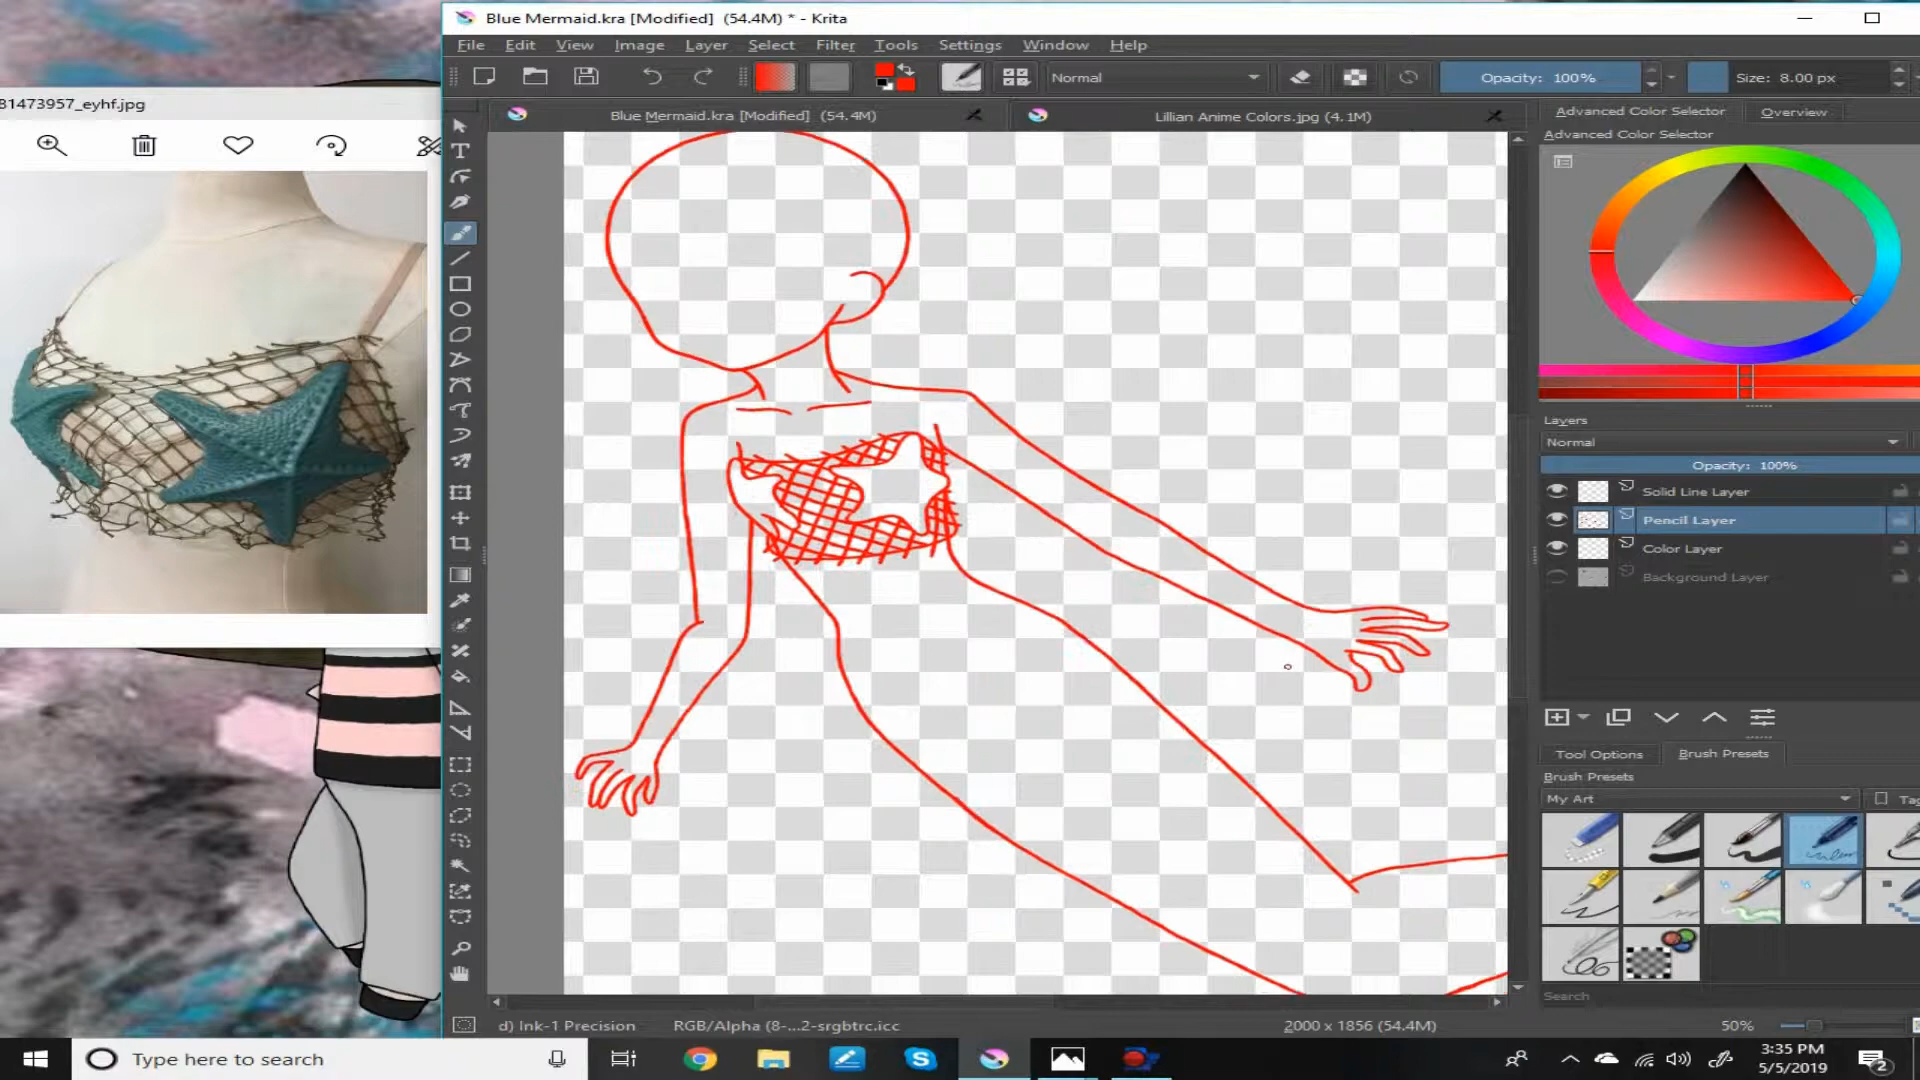 Blue Mermaid.kra [Modified]  (54.4M) * - Krita
File Edit View Image Layer Select Filter Tools Settings Window Help
Normal
Opacity: 100%
Size: 8.00 px
81473957_eyhf.jpg
Blue Mermaid.kra [Modified]  (54.4M)
Lillian Anime Colors.jpg (4.1M)
Advanced Color Selector
Overview
Advanced Color Selector
Layers
Normal
Opacity: 100%
Solid Line Layer
Pencil Layer
Color Layer
Background Layer
Tool Options
Brush Presets
Brush Presets
My Art
Tag
Search
d) Ink-1 Precision
RGB/Alpha (8-...2-srgbtrc.icc
2000 x 1856 (54.4M)
50%
Type here to search
3:35 PM
5/5/2019
2